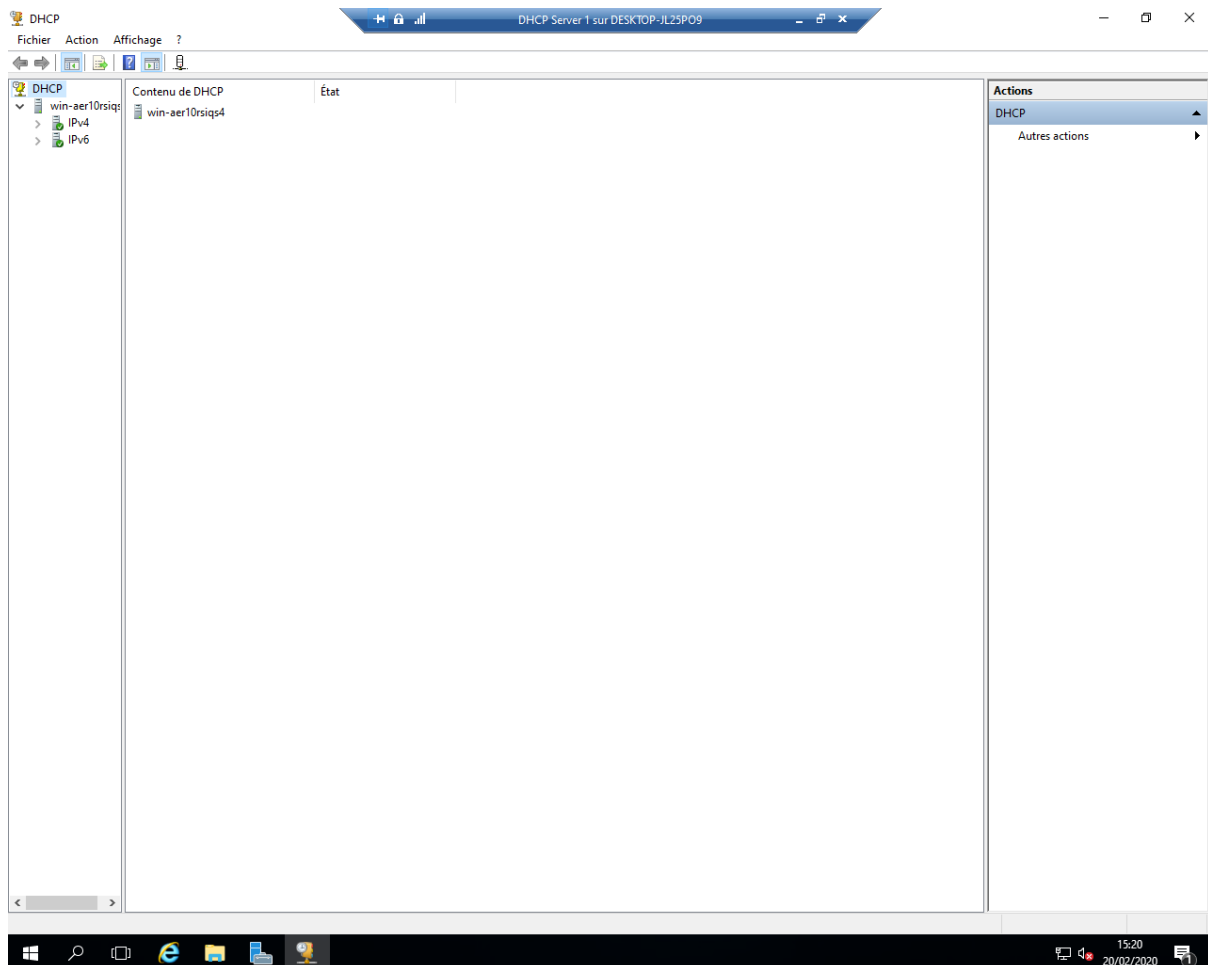 DHCP
DHCP Server 1 sur DESKTOP-JL25PO9
Fichier Action Affichage ?
DHCP
win-aer10rsiqs
IPv4
IPv6
Contenu de DHCP État
win-aer10rsiqs4
Actions
DHCP
Autres actions
15:20
20/02/2020
1